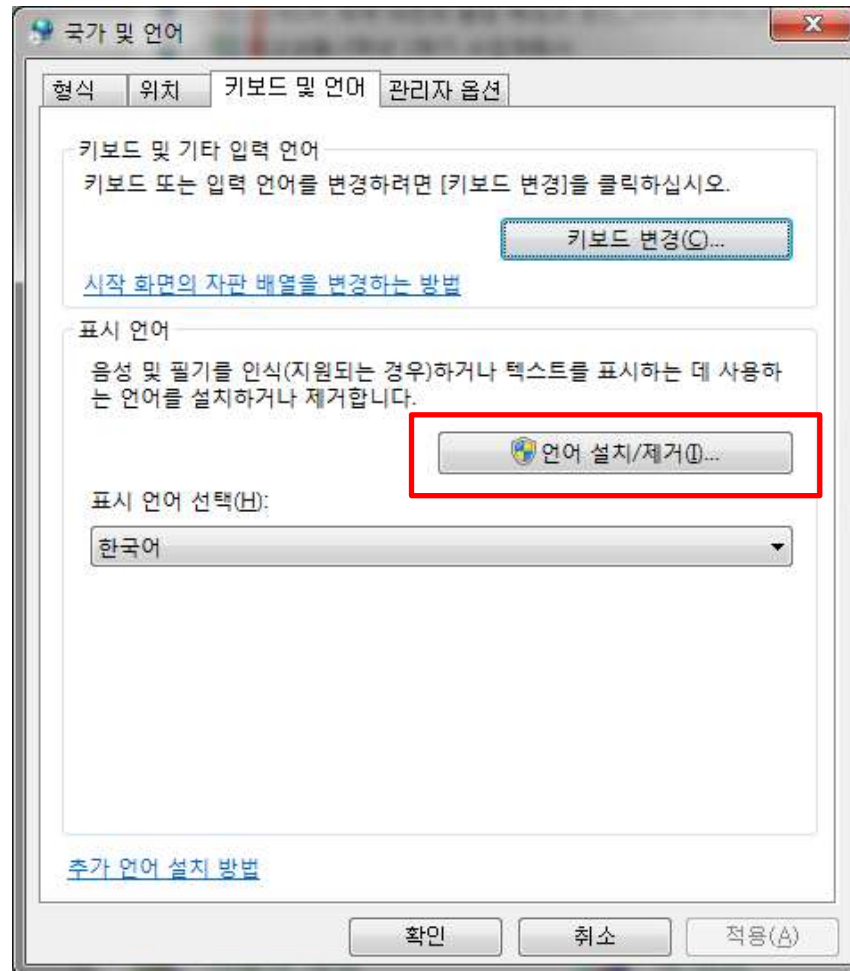 국가 및 언어
형식 위치 키보드 및 언어 관리자 옵션
키보드 및 기타 입력 언어
키보드 또는 입력 언어를 변경하려면 [키보드 변경]을 클릭하십시오.
키보드 변경(C)...
시작 화면의 자판 배열을 변경하는 방법
표시 언어
음성 및 필기를 인식(지원되는 경우)하거나 텍스트를 표시하는 데 사용하
는 언어를 설치하거나 제거합니다.
언어 설치/제거(I)...
표시 언어 선택(H):
한국어
추가 언어 설치 방법
확인 취소 적용(A)